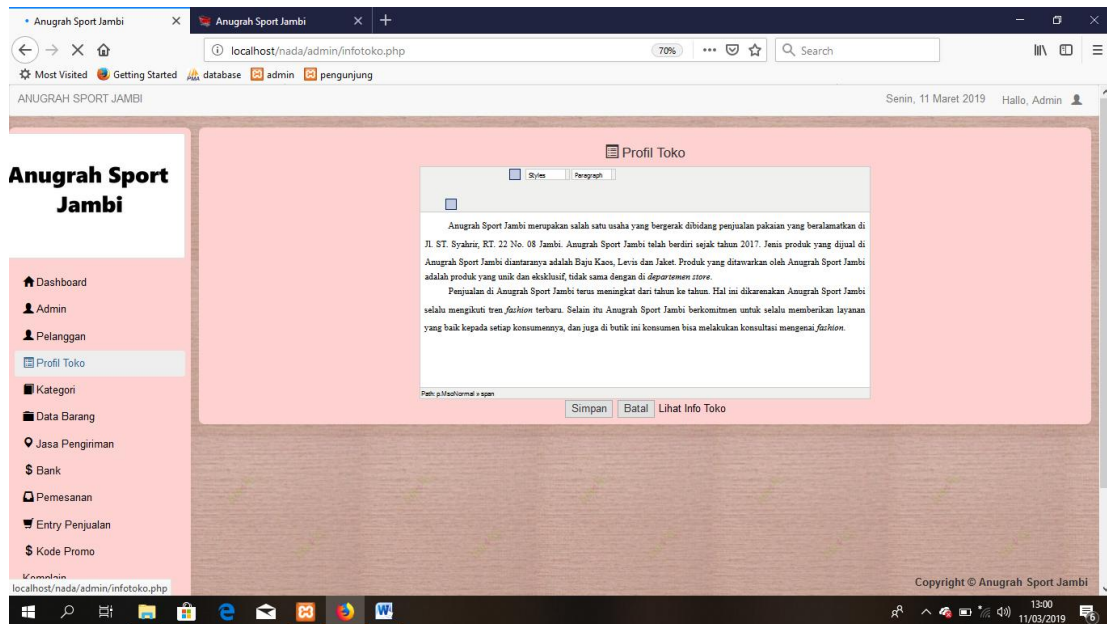 Anugrah Sport Jambi
Anugrah Sport Jambi
localhost/nada/admin/infotoko.php
70%
Search
Most Visited
Getting Started
database
admin
pengunjung
ANUGRAH SPORT JAMBI
Senin, 11 Maret 2019
Hallo, Admin
Anugrah Sport
Jambi
Dashboard
Admin
Pelanggan
Profil Toko
Kategori
Data Barang
Jasa Pengiriman
$ Bank
Pemesanan
Entry Penjualan
$ Kode Promo
Komplain
Profil Toko
Styles
Paragraph
Anugrah Sport Jambi merupakan salah satu usaha yang bergerak dibidang penjualan pakaian yang beralamatkan di
Jl. ST. Syahrir, RT. 22 No. 08 Jambi. Anugrah Sport Jambi telah berdiri sejak tahun 2017. Jenis produk yang dijual di
Anugrah Sport Jambi diantaranya adalah Baju Kaos, Levis dan Jaket. Produk yang ditawarkan oleh Anugrah Sport Jambi
adalah produk yang unik dan eksklusif, tidak sama dengan di departemen store.
Penjualan di Anugrah Sport Jambi terus meningkat dari tahun ke tahun. Hal ini dikarenakan Anugrah Sport Jambi
selalu mengikuti tren fashion terbaru. Selain itu Anugrah Sport Jambi berkomitmen untuk selalu memberikan layanan
yang baik kepada setiap konsumennya, dan juga di butik ini konsumen bisa melakukan konsultasi mengenai fashion.
Path: p.MsoNormal » span
Simpan
Batal
Lihat Info Toko
Copyright © Anugrah Sport Jambi
localhost/nada/admin/infotoko.php
13:00
11/03/2019
6